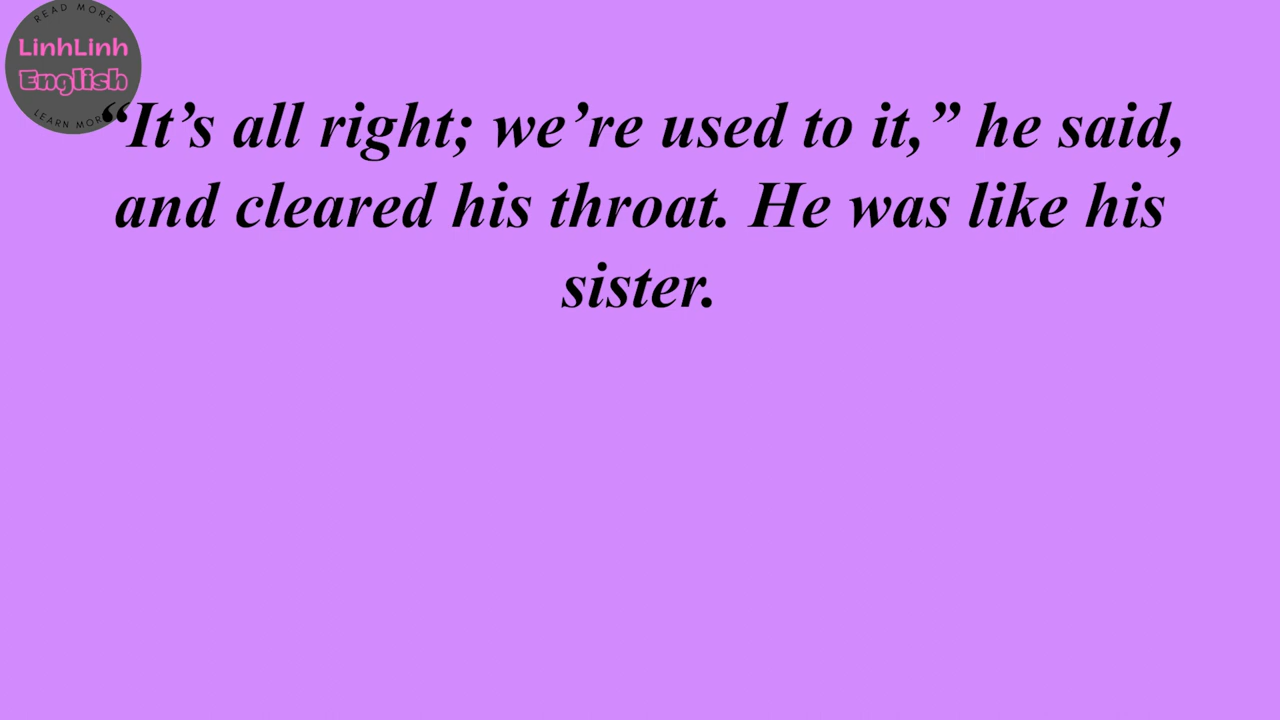 READ MORE
LinhLinh
English
LEARN MORE
“It’s all right; we’re used to it,” he said,
and cleared his throat. He was like his
sister.